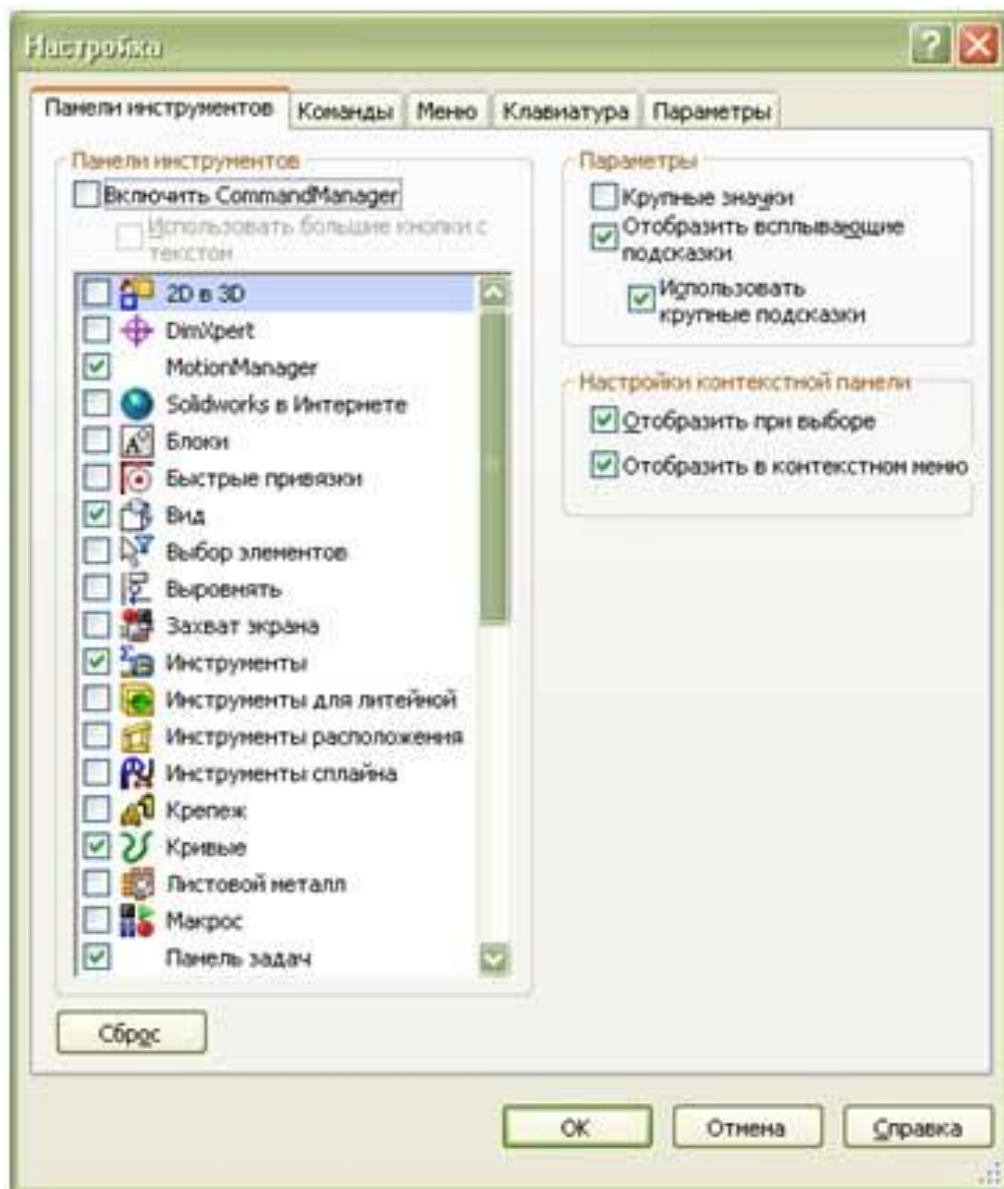 Настройка
Панели инструментов
Команды
Меню
Клавиатура
Параметры
Панели инструментов
Включить CommandManager
Использовать большие кнопки с
текстом
2D в 3D
DimXpert
MotionManager
Solidworks в Интернете
Блоки
Быстрые привязки
Вид
Выбор элементов
Выровнять
Захват экрана
Инструменты
Инструменты для литейной
Инструменты расположения
Инструменты сплайна
Крепеж
Кривые
Листовой металл
Макрос
Панель задач
Сброс
Параметры
Крупные значки
Отобразить всплывающие
подсказки
Использовать
крупные подсказки
Настройки контекстной панели
Отобразить при выборе
Отобразить в контекстном меню
OK
Отмена
Справка